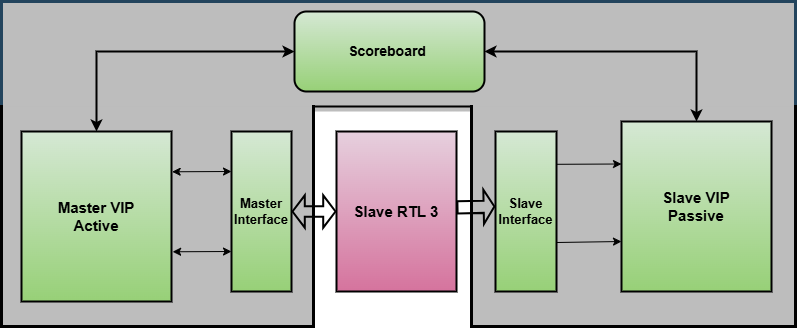 Scoreboard
Master VIP
Active
Master
Interface
Slave RTL 3
Slave
Interface
Slave VIP
Passive